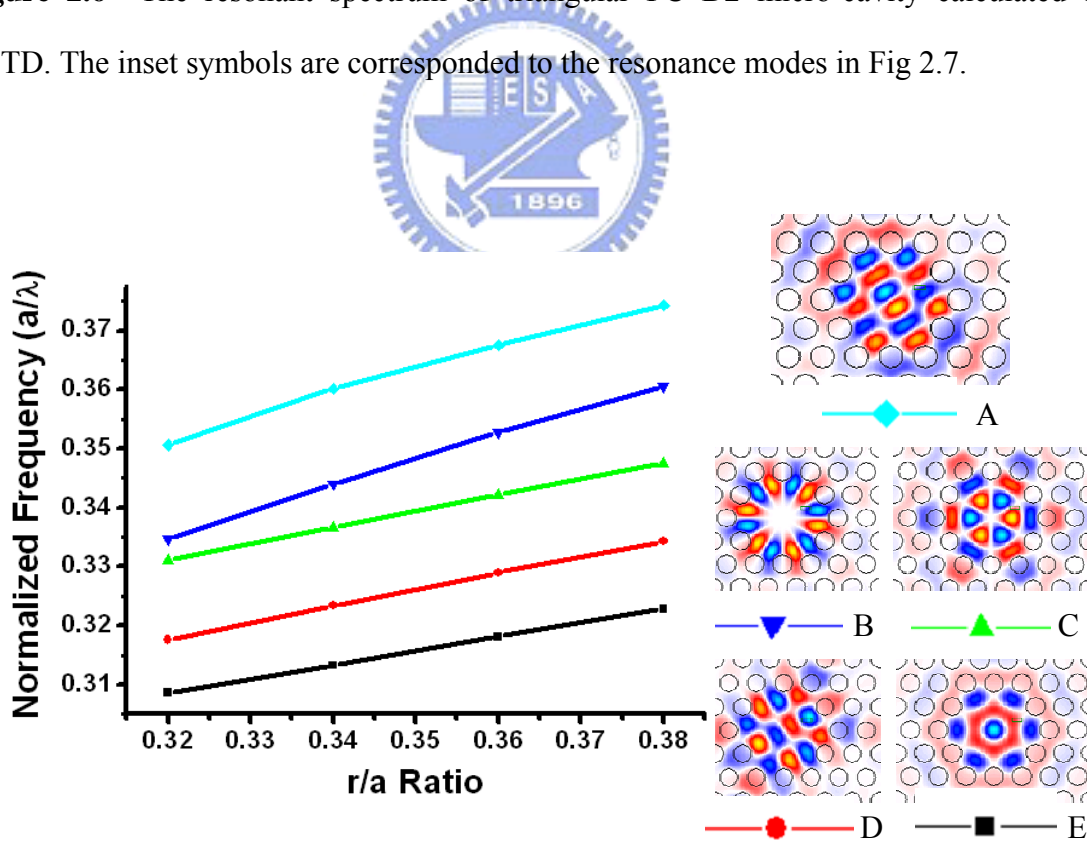 TD. The inset symbols are corresponded to the resonance modes in Fig 2.7.
E S A
1896
Normalized Frequency (a/λ)
0.37
0.36
0.35
0.34
0.33
0.32
0.31
0.32 0.33 0.34 0.35 0.36 0.37 0.38
r/a Ratio
A
B C
D E